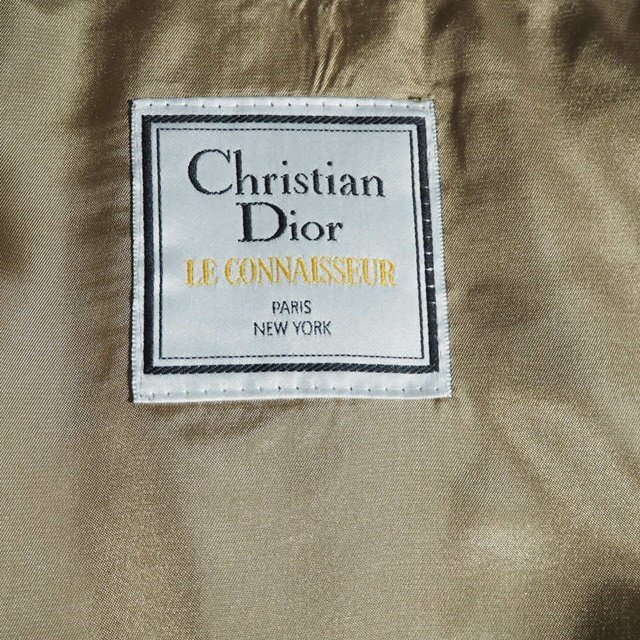 Christian
Dior
LE CONNAISSEUR
PARIS
NEW YORK